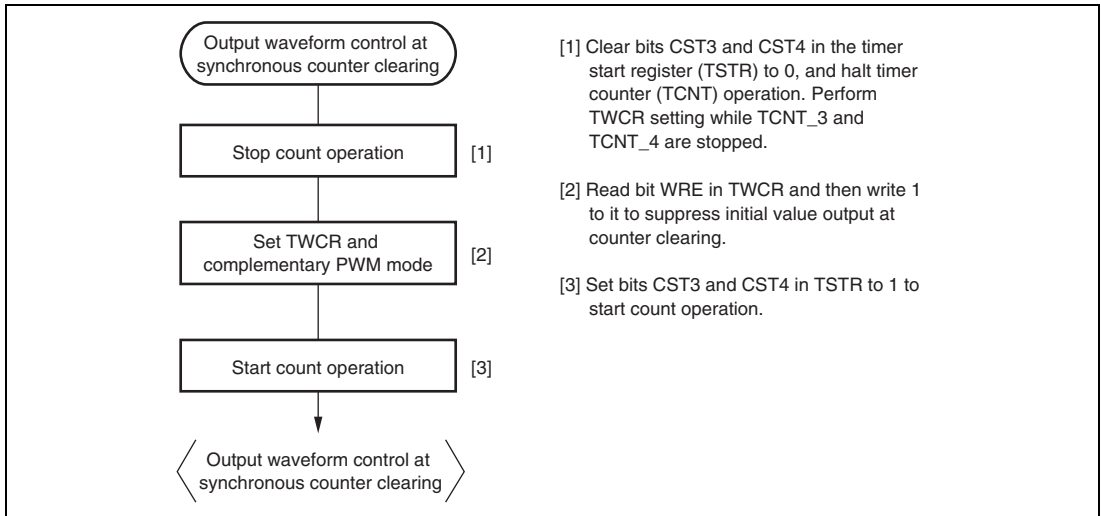 Output waveform control at
synchronous counter clearing
Stop count operation
[1]
Set TWCR and
complementary PWM mode
[2]
Start count operation
[3]
Output waveform control at
synchronous counter clearing
[1] Clear bits CST3 and CST4 in the timer
start register (TSTR) to 0, and halt timer
counter (TCNT) operation. Perform
TWCR setting while TCNT_3 and
TCNT_4 are stopped.
[2] Read bit WRE in TWCR and then write 1
to it to suppress initial value output at
counter clearing.
[3] Set bits CST3 and CST4 in TSTR to 1 to
start count operation.